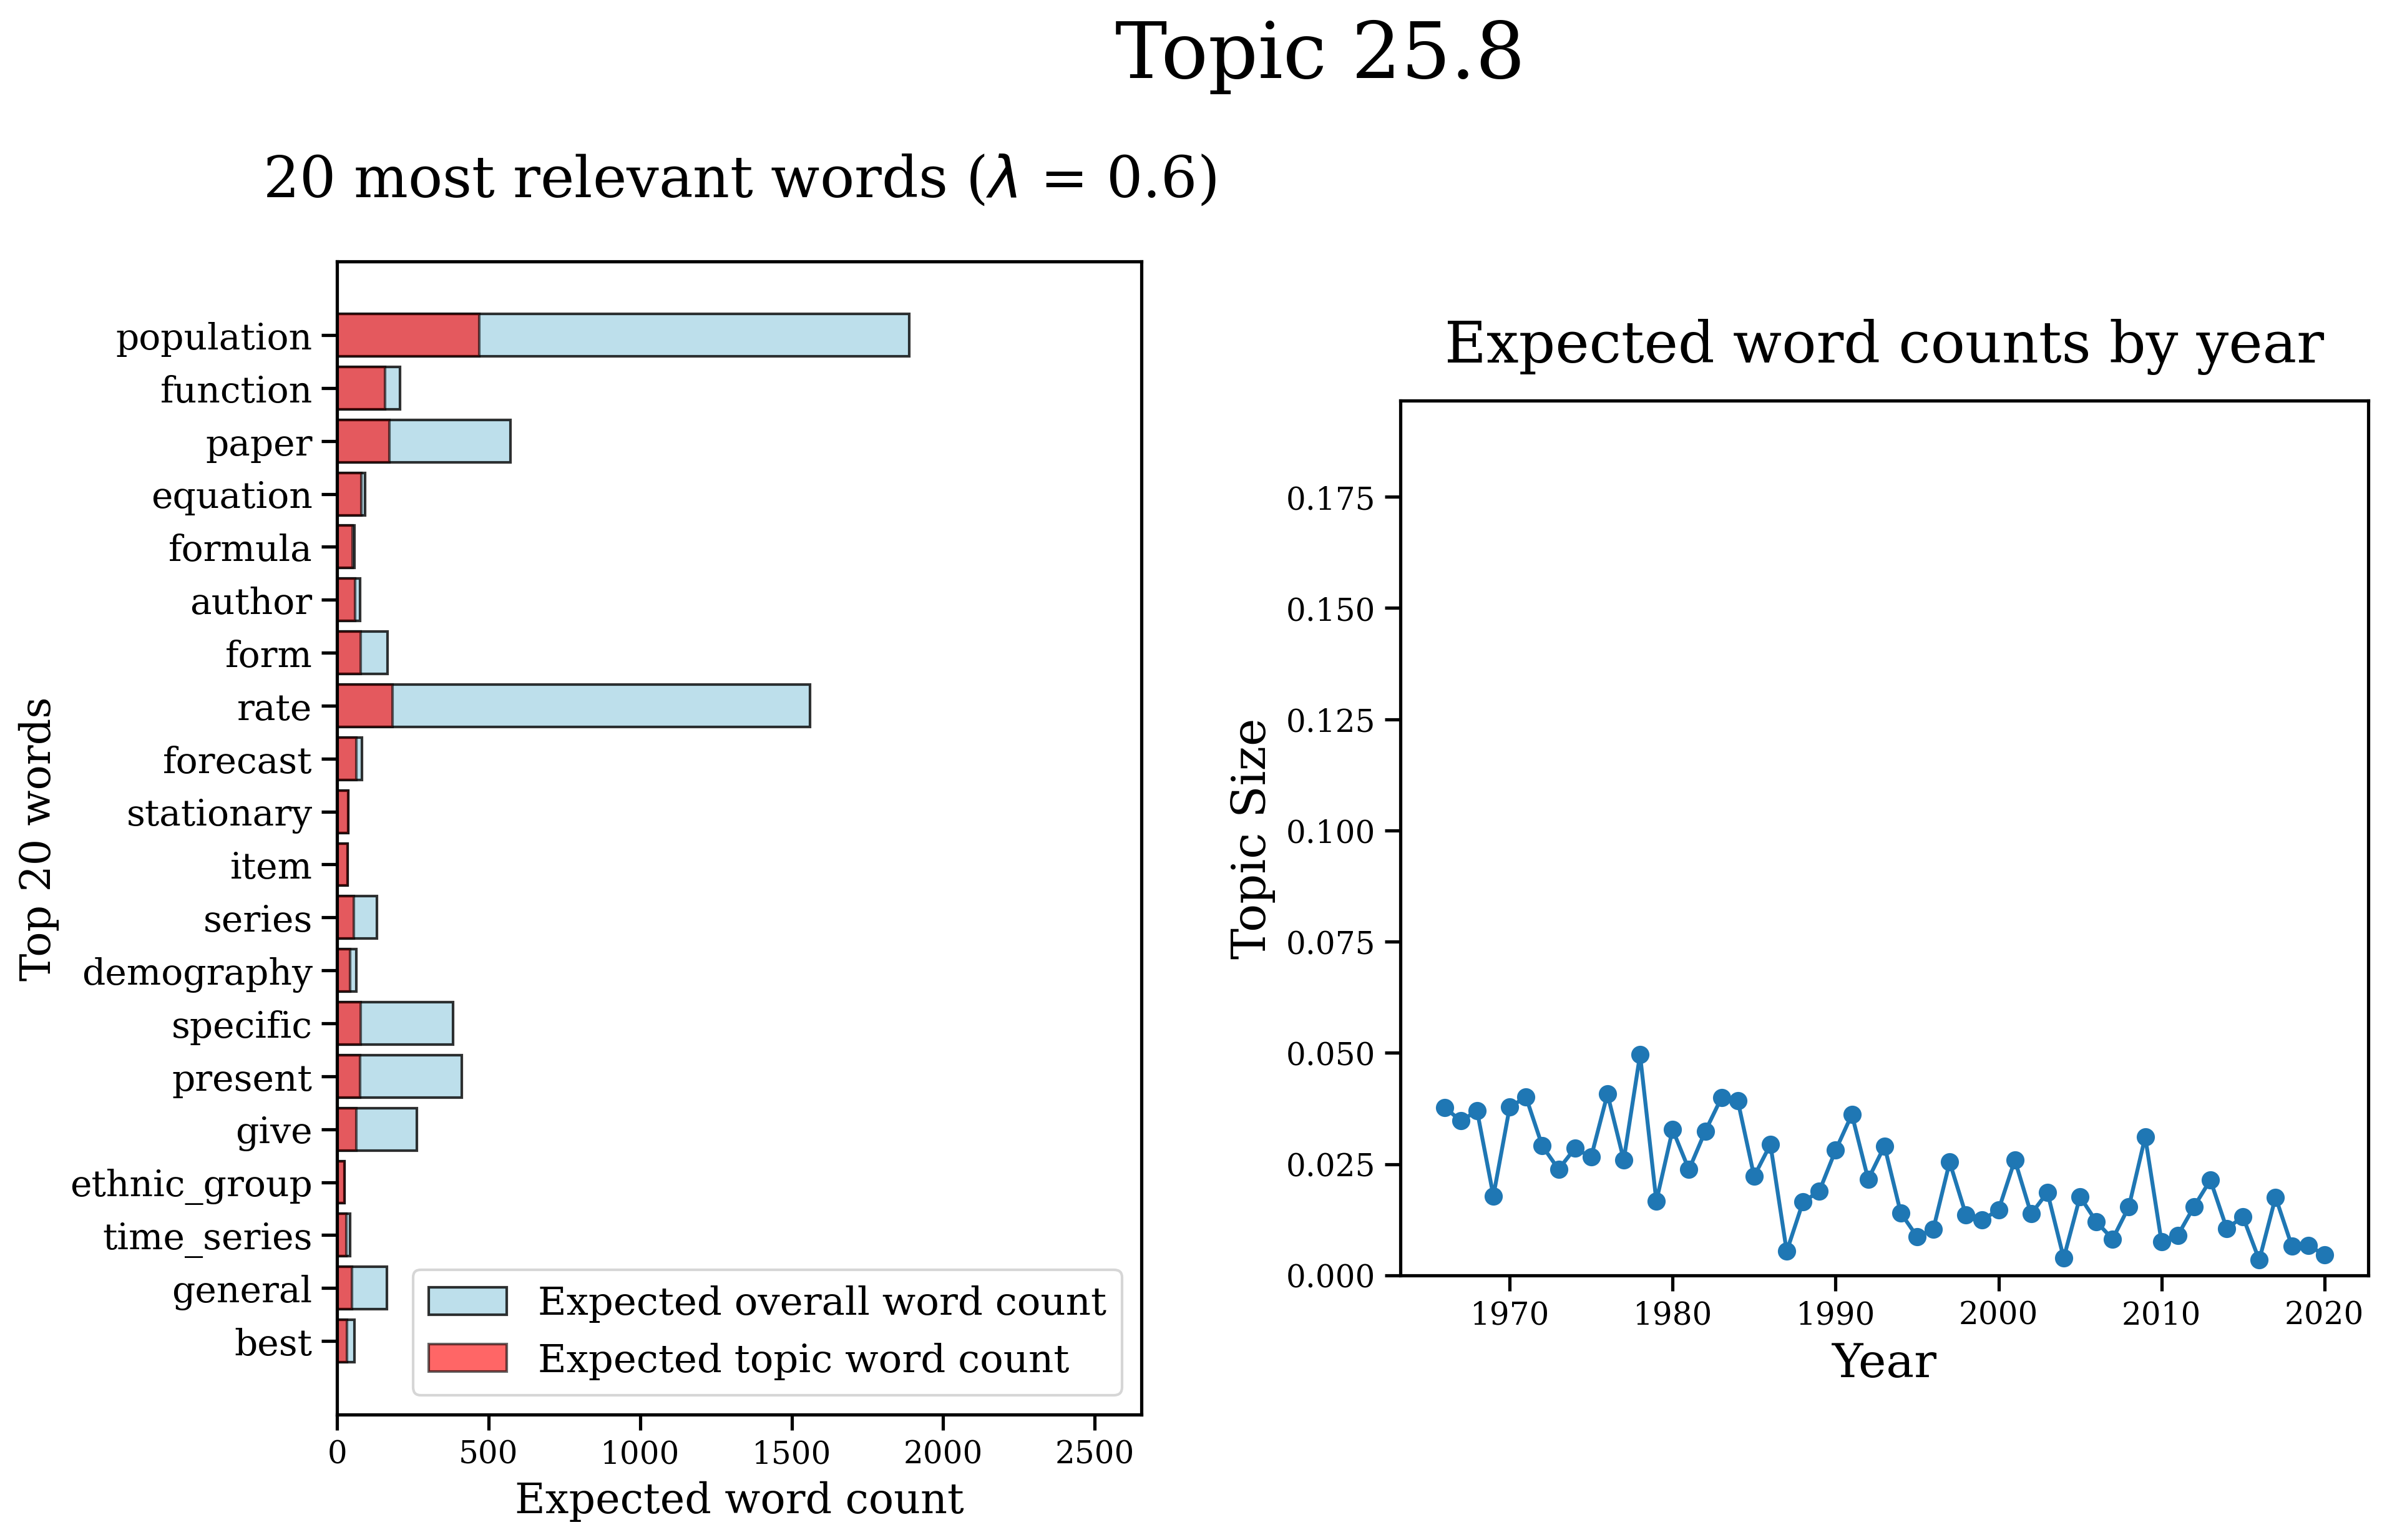 Topic 25.8
20 most relevant words (λ = 0.6)
Top 20 words
population
function
paper
equation
formula
author
form
rate
forecast
stationary
item
series
demography
specific
present
give
ethnic_group
time_series
general
best
Expected overall word count
Expected topic word count
0 500 1000 1500 2000 2500
Expected word count
Expected word counts by year
Topic Size
0.175
0.150
0.125
0.100
0.075
0.050
0.025
0.000
1970 1980 1990 2000 2010 2020
Year